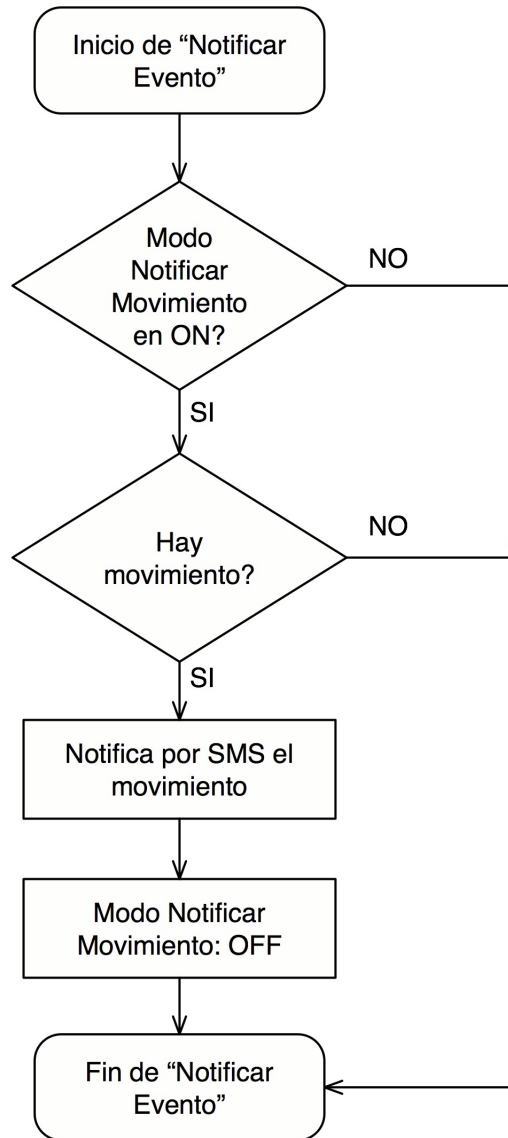 Inicio de “Notificar
Evento”
Modo
Notificar
Movimiento
en ON?
NO
SI
Hay
movimiento?
NO
SI
Notifica por SMS el
movimiento
Modo Notificar
Movimiento: OFF
Fin de “Notificar
Evento”